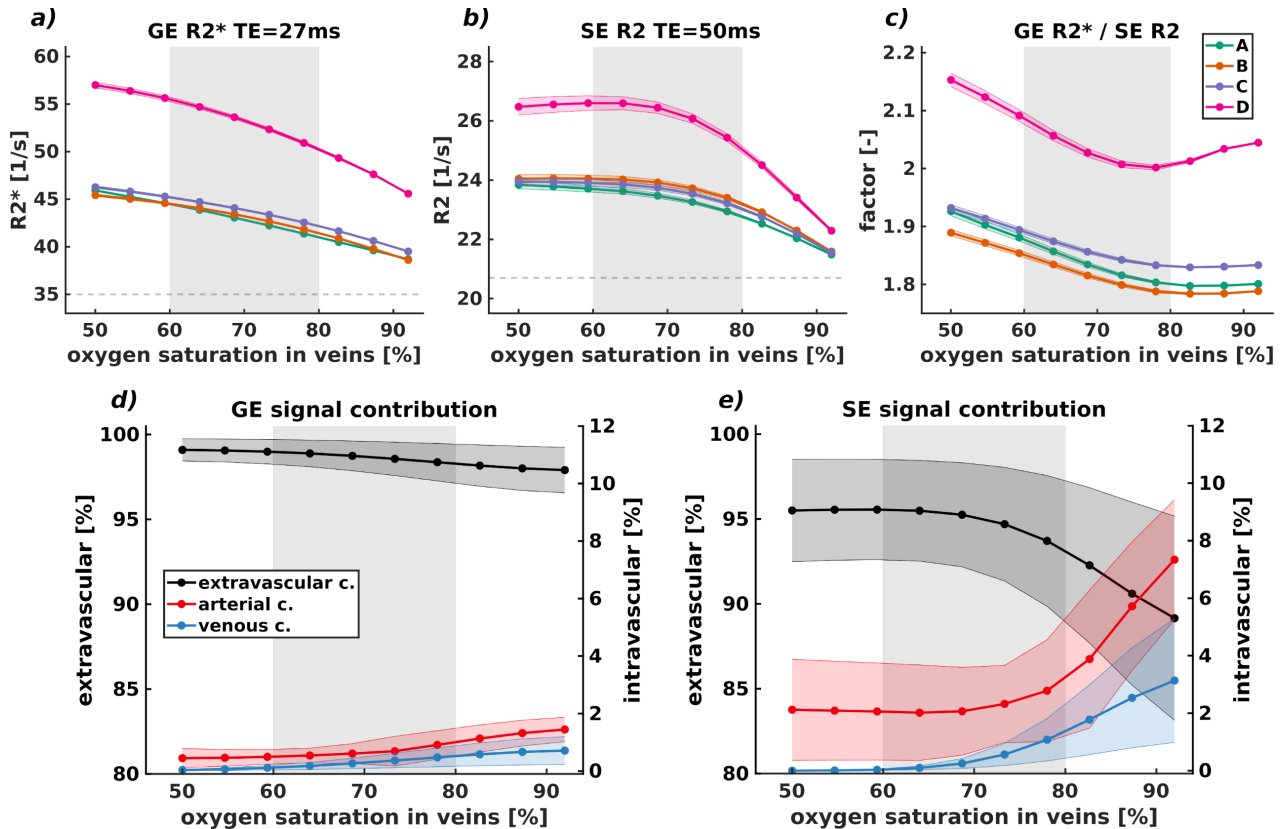 a)
GE R2* TE=27ms
60
55
50
45
40
35
R2* [1/s]
50 60 70 80 90
oxygen saturation in veins [%]
b)
SE R2 TE=50ms
28
26
24
22
20
R2 [1/s]
50 60 70 80 90
oxygen saturation in veins [%]
c)
GE R2* / SE R2
2.2
2.1
2
1.9
1.8
factor [-]
A
B
C
D
50 60 70 80 90
oxygen saturation in veins [%]
d)
GE signal contribution
100
95
90
85
80
extravascular [%]
12
10
8
6
4
2
0
intravascular [%]
extravascular c.
arterial c.
venous c.
50 60 70 80 90
oxygen saturation in veins [%]
e)
SE signal contribution
100
95
90
85
80
extravascular [%]
12
10
8
6
4
2
0
intravascular [%]
50 60 70 80 90
oxygen saturation in veins [%]